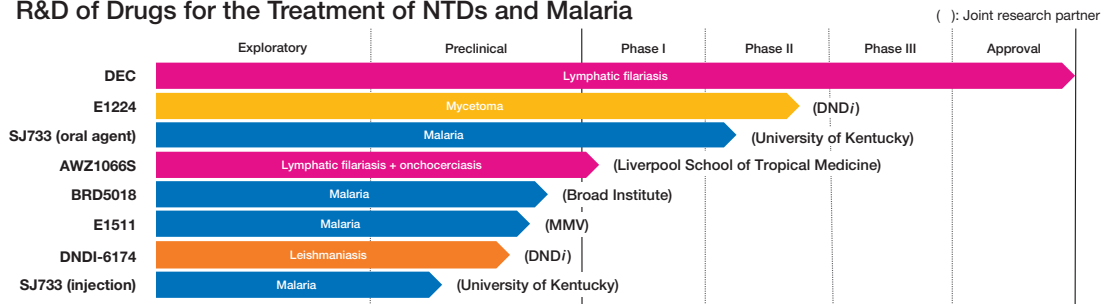 R&D of Drugs for the Treatment of NTDs and Malaria
( ): Joint research partner
Exploratory Preclinical Phase I Phase II Phase III Approval
DEC Lymphatic filariasis
E1224 Mycetoma (DNDi)
SJ733 (oral agent) Malaria (University of Kentucky)
AWZ1066S Lymphatic filariasis + onchocerciasis (Liverpool School of Tropical Medicine)
BRD5018 Malaria (Broad Institute)
E1511 Malaria (MMV)
DNDI-6174 Leishmaniasis (DNDi)
SJ733 (injection) Malaria (University of Kentucky)